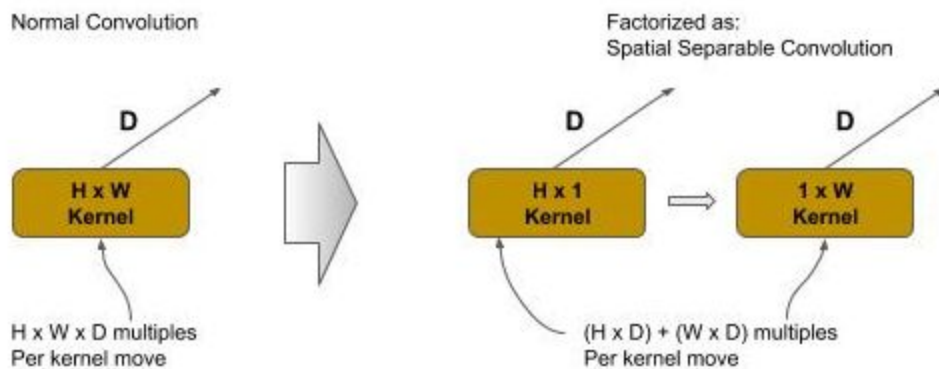 Normal Convolution
Factorized as:
Spatial Separable Convolution
D
D
D
H x W
Kernel
H x 1
Kernel
1 x W
Kernel
H x W x D multiples
Per kernel move
(H x D) + (W x D) multiples
Per kernel move